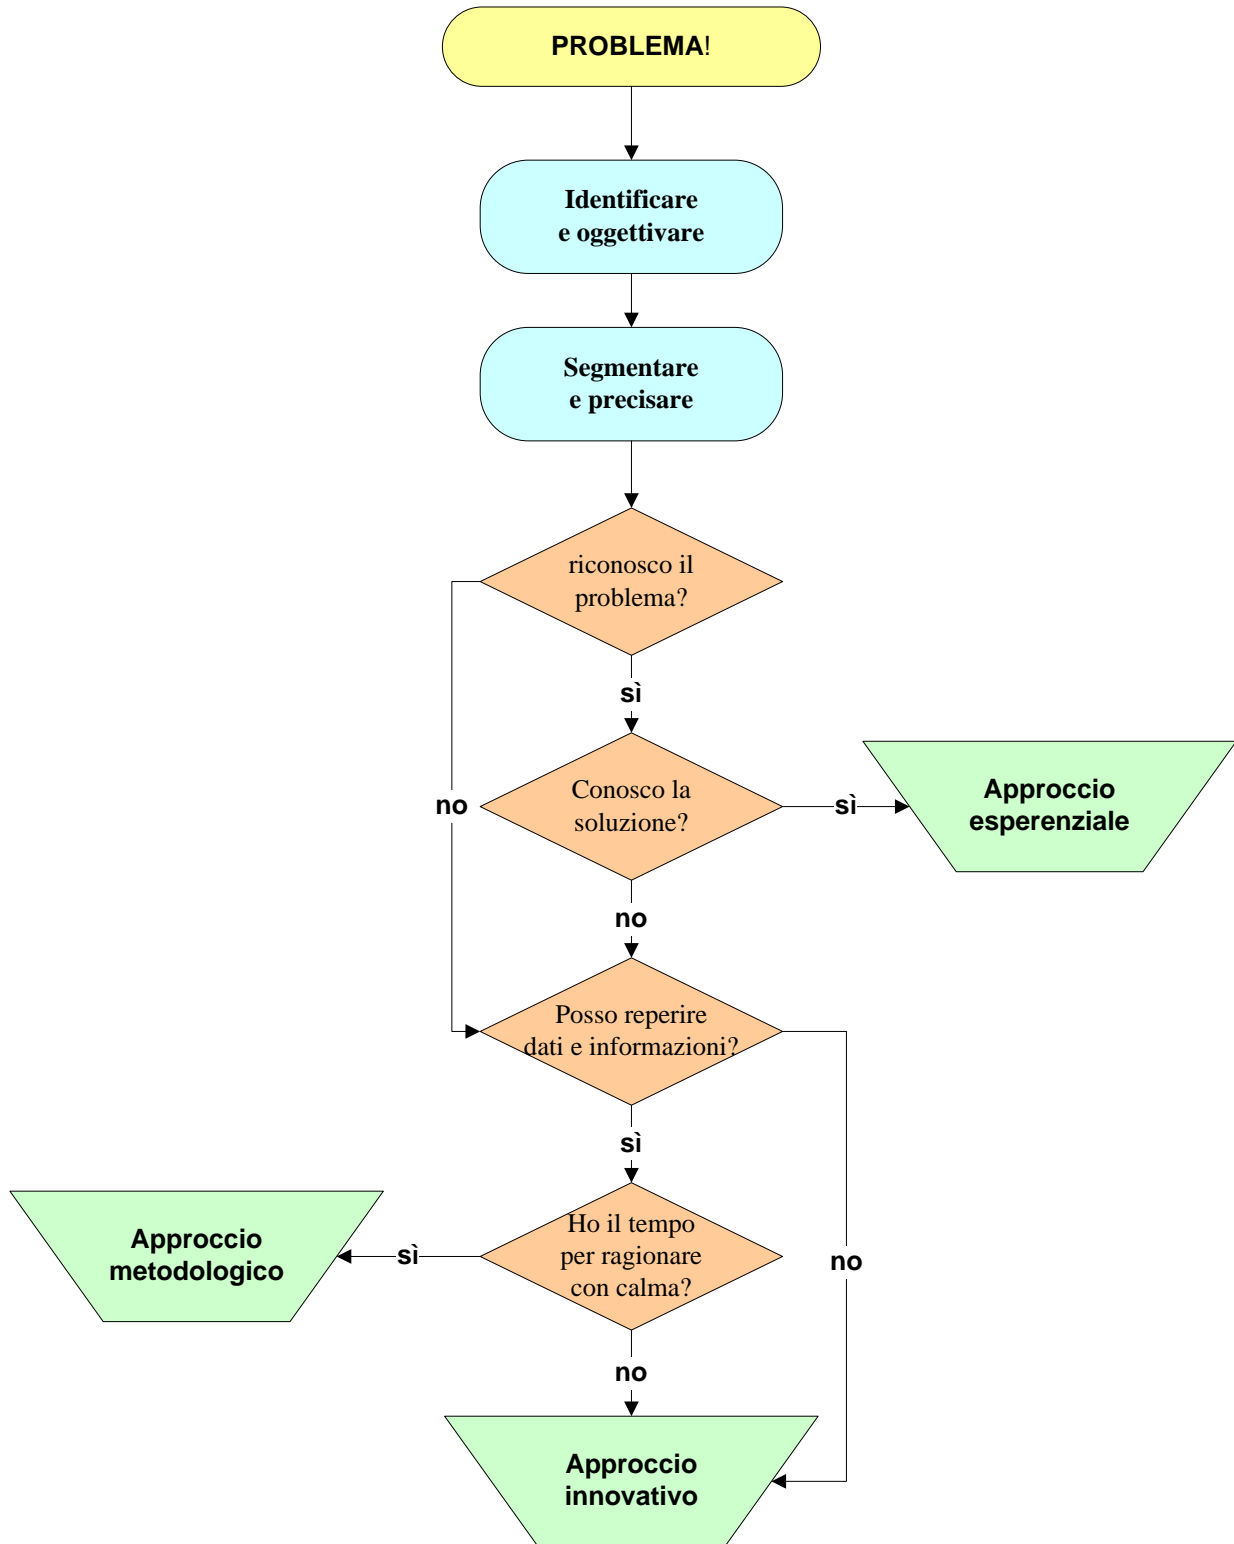 PROBLEMA!
Identificare
e oggettivare
Segmentare
e precisare
riconosco il
problema?
sì
no
Conosco la
soluzione?
sì
Approccio
esperenziale
no
Posso reperire
dati e informazioni?
sì
no
Ho il tempo
per ragionare
con calma?
sì
Approccio
metodologico
no
Approccio
innovativo